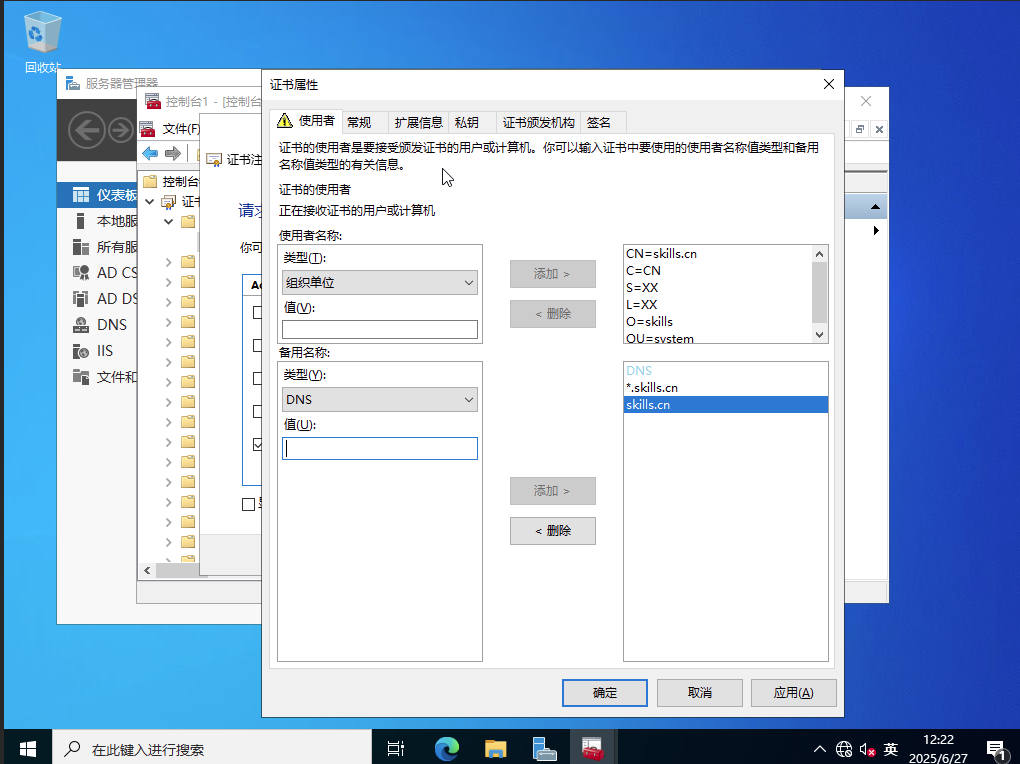 回收站
服务器管理器
控制台1 - [控制台
文件(F)
仪表板
本地服
所有服
AD CS
AD DS
DNS
IIS
文件和
控制台
证书
证书注
请求
你可
证书属性
使用者
常规
扩展信息
私钥
证书颁发机构
签名
证书的使用者是要接受颁发证书的用户或计算机。你可以输入证书中要使用的使用者名称值类型和备用
名称值类型的有关信息。
证书的使用者
正在接收证书的用户或计算机
使用者名称:
类型(T):
组织单位
值(V):
添加 >
< 删除
CN=skills.cn
C=CN
S=XX
L=XX
O=skills
OU=system
备用名称:
类型(Y):
DNS
值(U):
添加 >
< 删除
DNS
*.skills.cn
skills.cn
确定
取消
应用(A)
在此键入进行搜索
英
12:22
2025/6/27
1